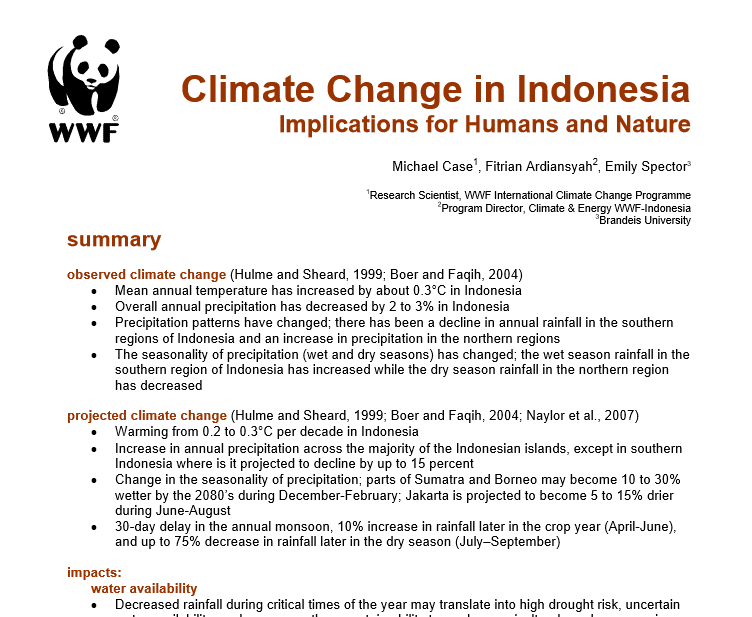 WWF
Climate Change in Indonesia
Implications for Humans and Nature
Michael Case1, Fitrian Ardiansyah2, Emily Spector3
1Research Scientist, WWF International Climate Change Programme
2Program Director, Climate & Energy WWF-Indonesia
3Brandeis University
summary
observed climate change (Hulme and Sheard, 1999; Boer and Faqih, 2004)
• Mean annual temperature has increased by about 0.3°C in Indonesia
• Overall annual precipitation has decreased by 2 to 3% in Indonesia
• Precipitation patterns have changed; there has been a decline in annual rainfall in the southern
regions of Indonesia and an increase in precipitation in the northern regions
• The seasonality of precipitation (wet and dry seasons) has changed; the wet season rainfall in the
southern region of Indonesia has increased while the dry season rainfall in the northern region
has decreased
projected climate change (Hulme and Sheard, 1999; Boer and Faqih, 2004; Naylor et al., 2007)
• Warming from 0.2 to 0.3°C per decade in Indonesia
• Increase in annual precipitation across the majority of the Indonesian islands, except in southern
Indonesia where is it projected to decline by up to 15 percent
• Change in the seasonality of precipitation; parts of Sumatra and Borneo may become 10 to 30%
wetter by the 2080's during December-February; Jakarta is projected to become 5 to 15% drier
during June-August
• 30-day delay in the annual monsoon, 10% increase in rainfall later in the crop year (April-June),
and up to 75% decrease in rainfall later in the dry season (July–September)
impacts:
water availability
• Decreased rainfall during critical times of the year may translate into high drought risk, uncertain